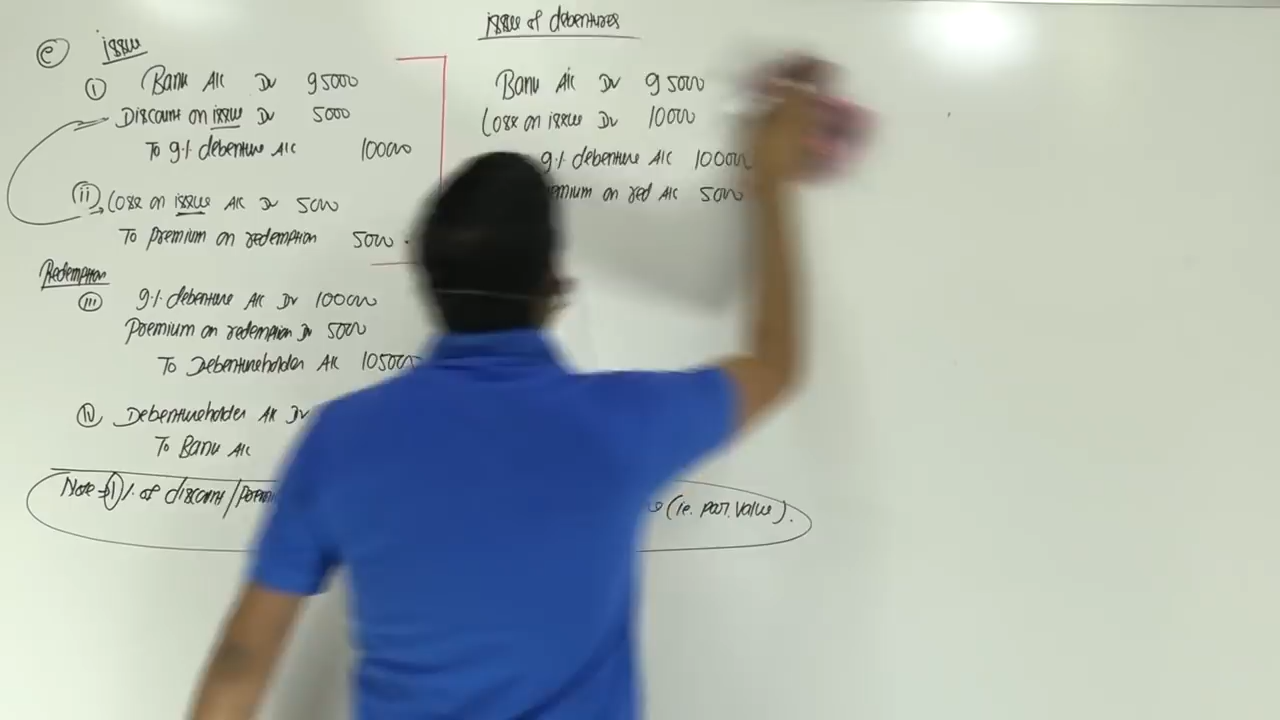 issue of debentures
e issue
i Bank A/c Dr 95000
Discount on issue Dr 5000
To 9% debenture A/c 100000
ii Loss on issue A/c Dr 5000
To premium on redemption 5000
Redemption
iii 9% debenture A/c Dr 100000
Premium on redemption Dr 5000
To Debentureholder A/c 105000
iv Debentureholder A/c Dr
To Bank A/c
Note → 1 % of discount/
(i.e. par value).
Bank A/c Dr 95000
Loss on issue Dr 10000
9% debenture A/c 100000
on red A/c 5000